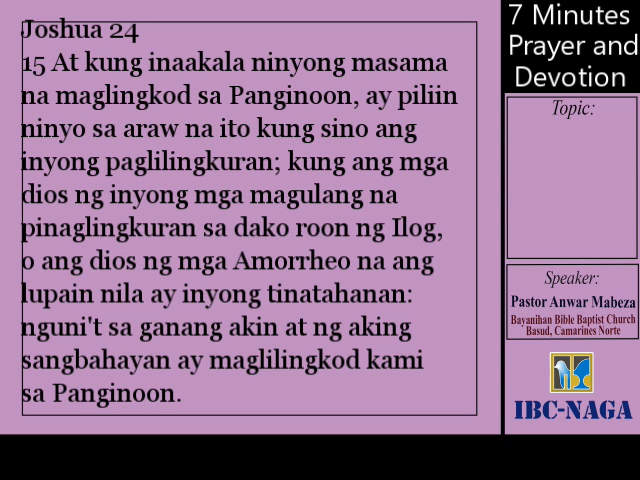 Joshua 24
15 At kung inaakala ninyong masama
na maglingkod sa Panginoon, ay piliin
ninyo sa araw na ito kung sino ang
inyong paglilingkuran; kung ang mga
dios ng inyong mga magulang na
pinaglingkuran sa dako roon ng Ilog,
o ang dios ng mga Amorrheo na ang
lupain nila ay inyong tinatahanan:
nguni't sa ganang akin at ng aking
sangbahayan ay maglilingkod kami
sa Panginoon.
7 Minutes
Prayer and
Devotion
Topic:
Speaker:
Pastor Anwar Mabeza
Bayanihan Bible Baptist Church
Basud, Camarines Norte
IBC-NAGA